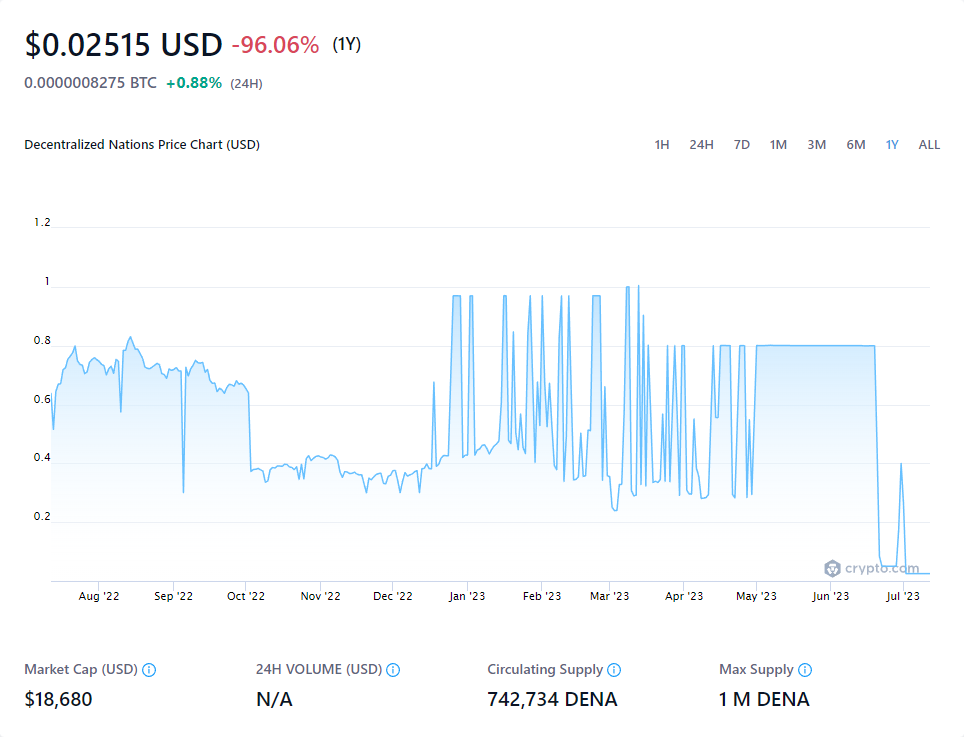 $0.02515 USD -96.06% (1Y)
0.0000008275 BTC +0.88% (24H)
Decentralized Nations Price Chart (USD) 1H 24H 7D 1M 3M 6M 1Y ALL
1.2
1
0.8
0.6
0.4
0.2
crypto.com
Aug '22 Sep '22 Oct '22 Nov '22 Dec '22 Jan '23 Feb '23 Mar '23 Apr '23 May '23 Jun '23 Jul '23
Market Cap (USD) 24H VOLUME (USD) Circulating Supply Max Supply
$18,680 N/A 742,734 DENA 1 M DENA